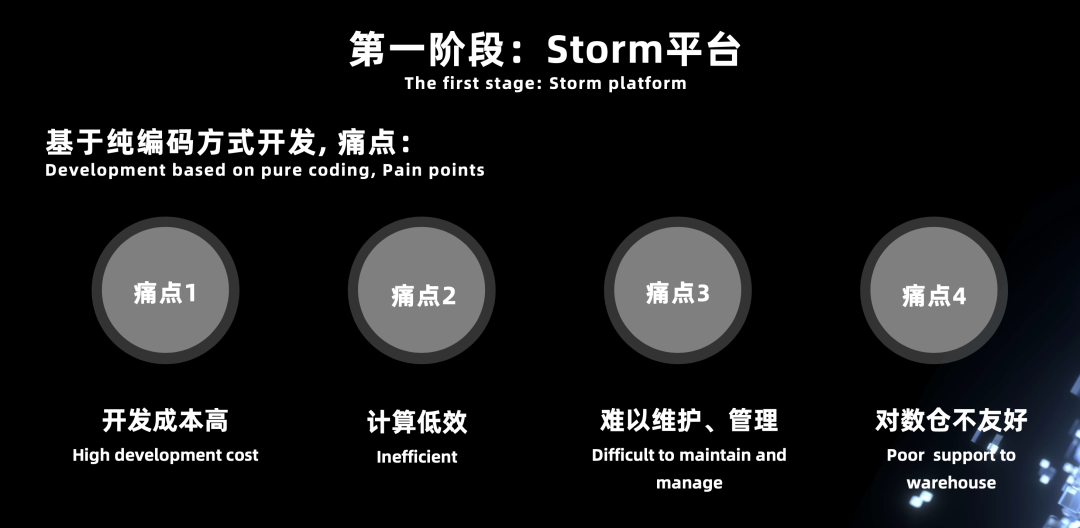 第一阶段：Storm平台
The first stage: Storm platform
基于纯编码方式开发, 痛点：
Development based on pure coding, Pain points
痛点1
痛点2
痛点3
痛点4
开发成本高
High development cost
计算低效
Inefficient
难以维护、管理
Difficult to maintain and
manage
对数仓不友好
Poor  support to
warehouse